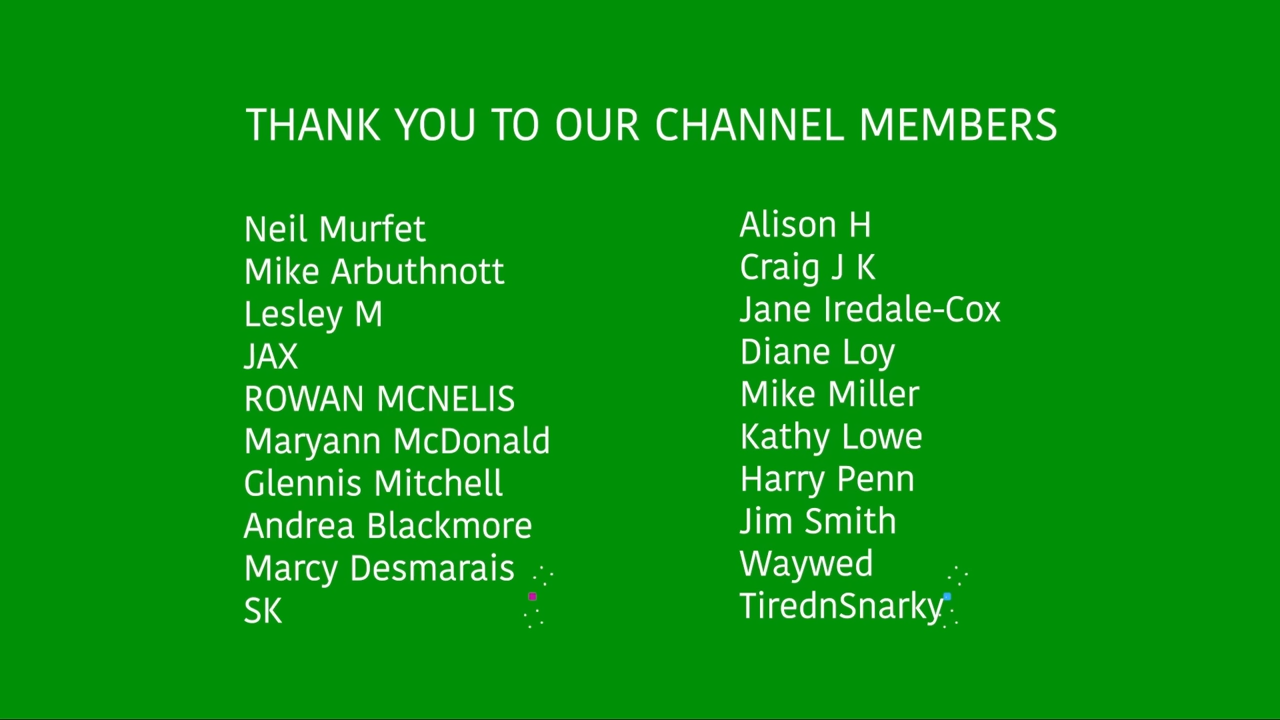 THANK YOU TO OUR CHANNEL MEMBERS
Neil Murfet
Mike Arbuthnott
Lesley M
JAX
ROWAN MCNELIS
Maryann McDonald
Glennis Mitchell
Andrea Blackmore
Marcy Desmarais
SK
Alison H
Craig J K
Jane Iredale-Cox
Diane Loy
Mike Miller
Kathy Lowe
Harry Penn
Jim Smith
Waywed
TirednSnarky